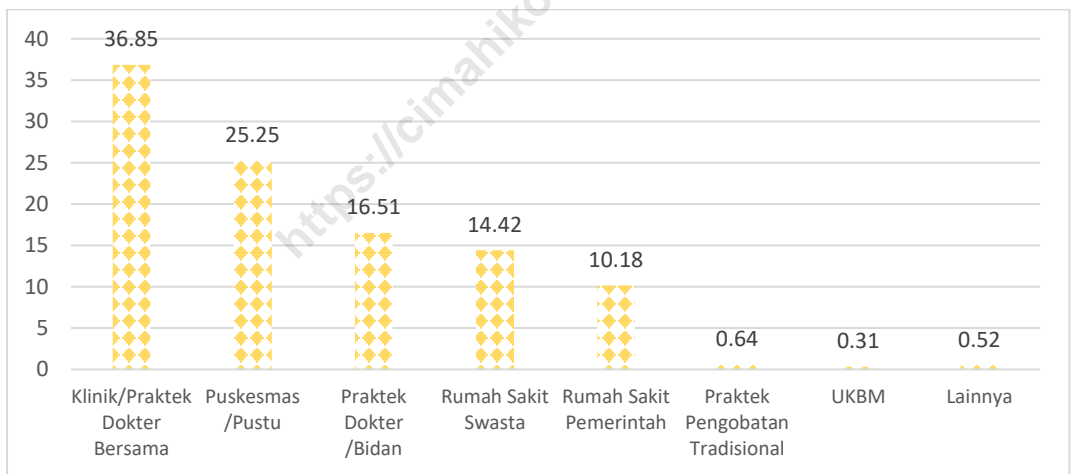 40
35
30
25
20
15
10
5
0
36.85
25.25
16.51
14.42
10.18
0.64
0.31
0.52
Klinik/Praktek
Dokter
Bersama
Puskesmas
/Pustu
Praktek
Dokter
/Bidan
Rumah Sakit
Swasta
Rumah Sakit
Pemerintah
Praktek
Pengobatan
Tradisional
UKBM
Lainnya
https://cimahiko